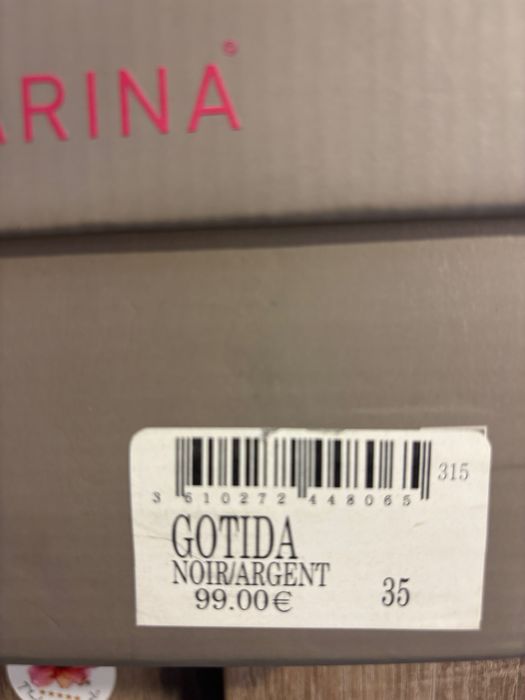 ARINA®
315
3 610272 448065
GOTIDA
NOIR/ARGENT
99.00€
35